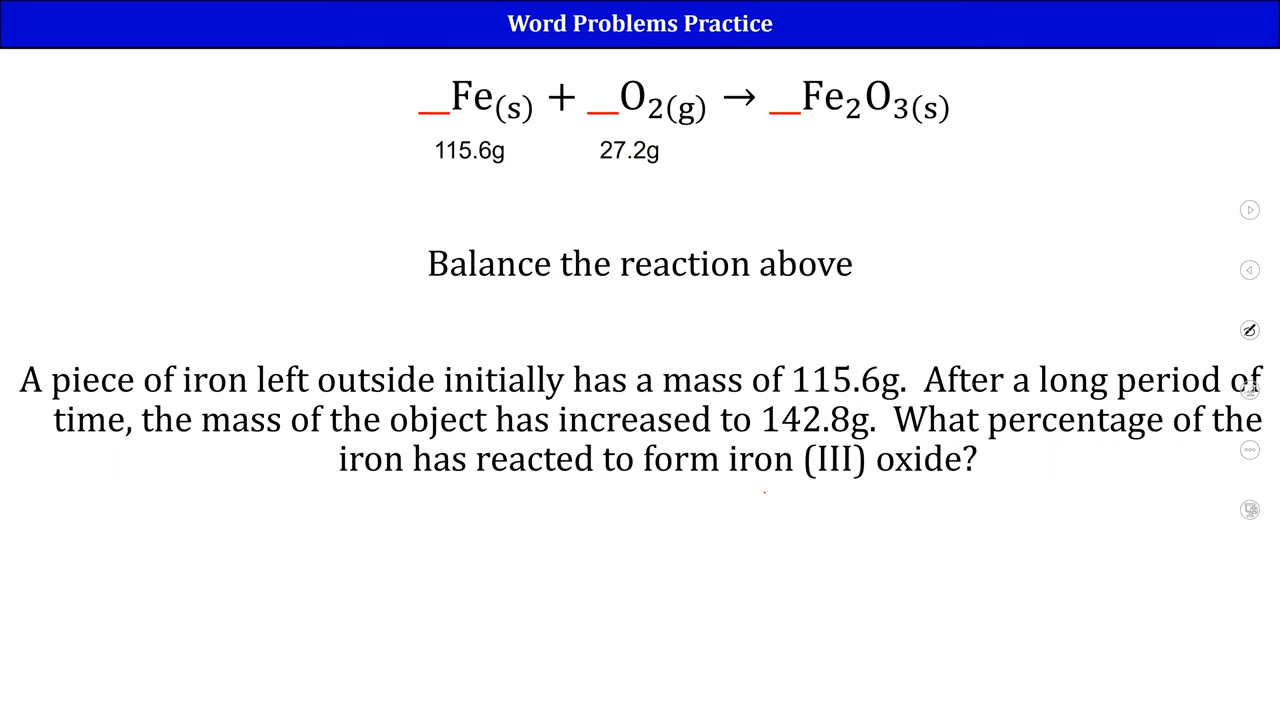 Word Problems Practice
__Fe(s) + __O₂(g) → __Fe₂O₃(s)
115.6g 27.2g
Balance the reaction above
A piece of iron left outside initially has a mass of 115.6g. After a long period of
time, the mass of the object has increased to 142.8g. What percentage of the
iron has reacted to form iron (III) oxide?